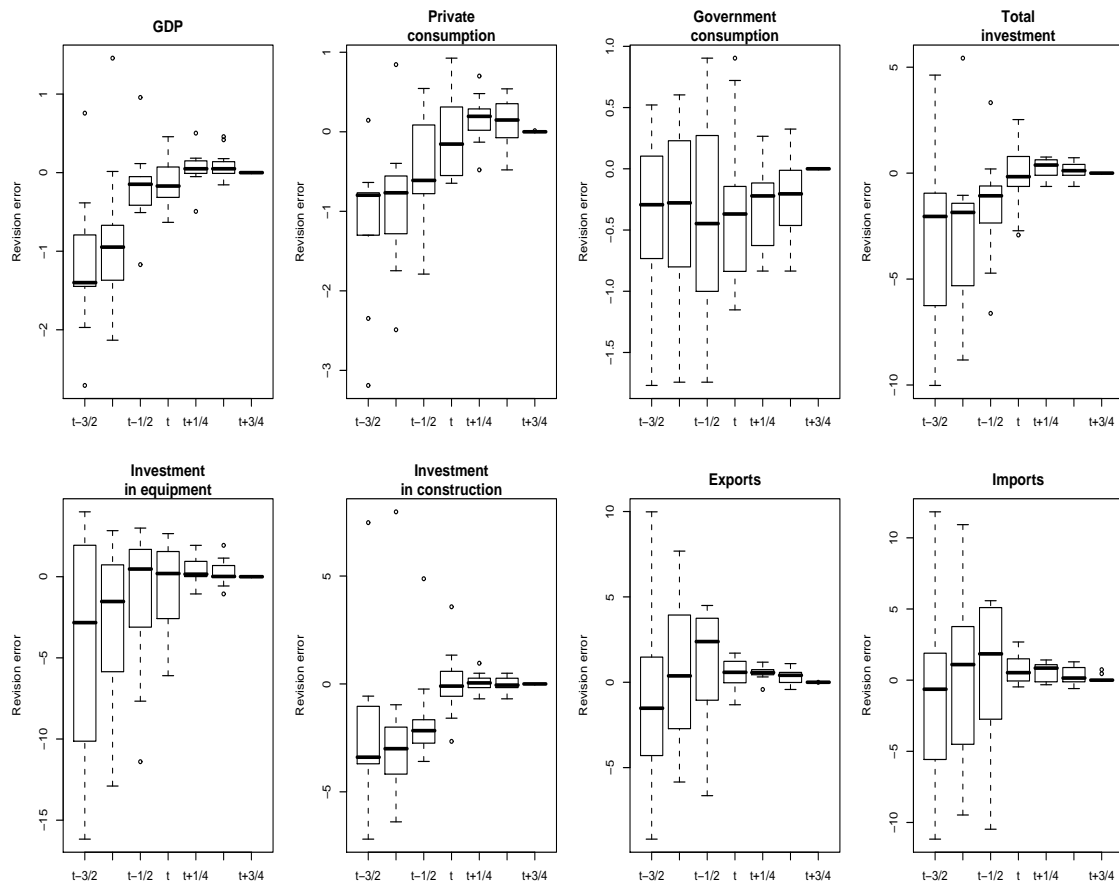 GDP
Revision error
1
0
−1
−2
t−3/2
t−1/2
t
t+1/4
t+3/4
Private
consumption
Revision error
1
0
−1
−2
−3
t−3/2
t−1/2
t
t+1/4
t+3/4
Government
consumption
Revision error
1.0
0.5
0.0
−0.5
−1.0
−1.5
t−3/2
t−1/2
t
t+1/4
t+3/4
Total
investment
Revision error
5
0
−5
−10
t−3/2
t−1/2
t
t+1/4
t+3/4
Investment
in equipment
Revision error
0
−5
−10
−15
t−3/2
t−1/2
t
t+1/4
t+3/4
Investment
in construction
Revision error
5
0
−5
t−3/2
t−1/2
t
t+1/4
t+3/4
Exports
Revision error
10
5
0
−5
t−3/2
t−1/2
t
t+1/4
t+3/4
Imports
Revision error
10
5
0
−5
−10
t−3/2
t−1/2
t
t+1/4
t+3/4